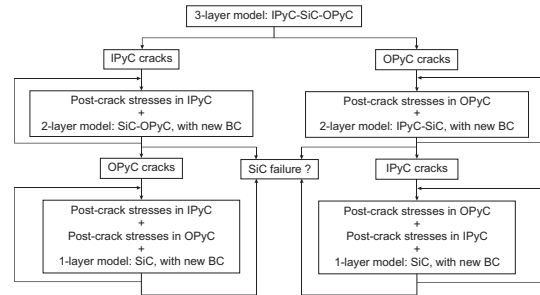 3-layer model: IPyC-SiC-OPyC
IPyC cracks
OPyC cracks
Post-crack stresses in IPyC
+
2-layer model: SiC-OPyC, with new BC
Post-crack stresses in OPyC
+
2-layer model: IPyC-SiC, with new BC
OPyC cracks
SiC failure ?
IPyC cracks
Post-crack stresses in IPyC
+
Post-crack stresses in OPyC
+
1-layer model: SiC, with new BC
Post-crack stresses in OPyC
+
Post-crack stresses in IPyC
+
1-layer model: SiC, with new BC